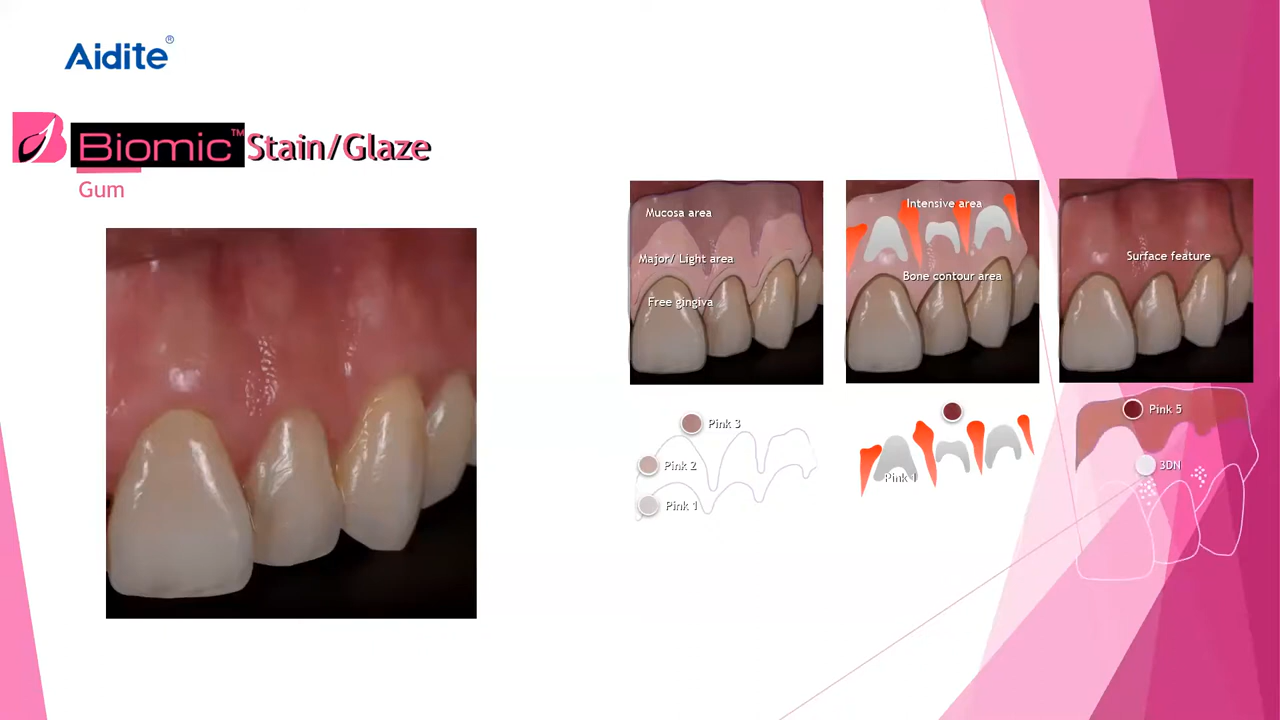 Aidite®
Biomic™ Stain/Glaze
Gum
Mucosa area
Major/ Light area
Free gingiva
Intensive area
Bone contour area
Surface feature
Pink 3
Pink 2
Pink 1
Pink 1
Pink 5
3DN